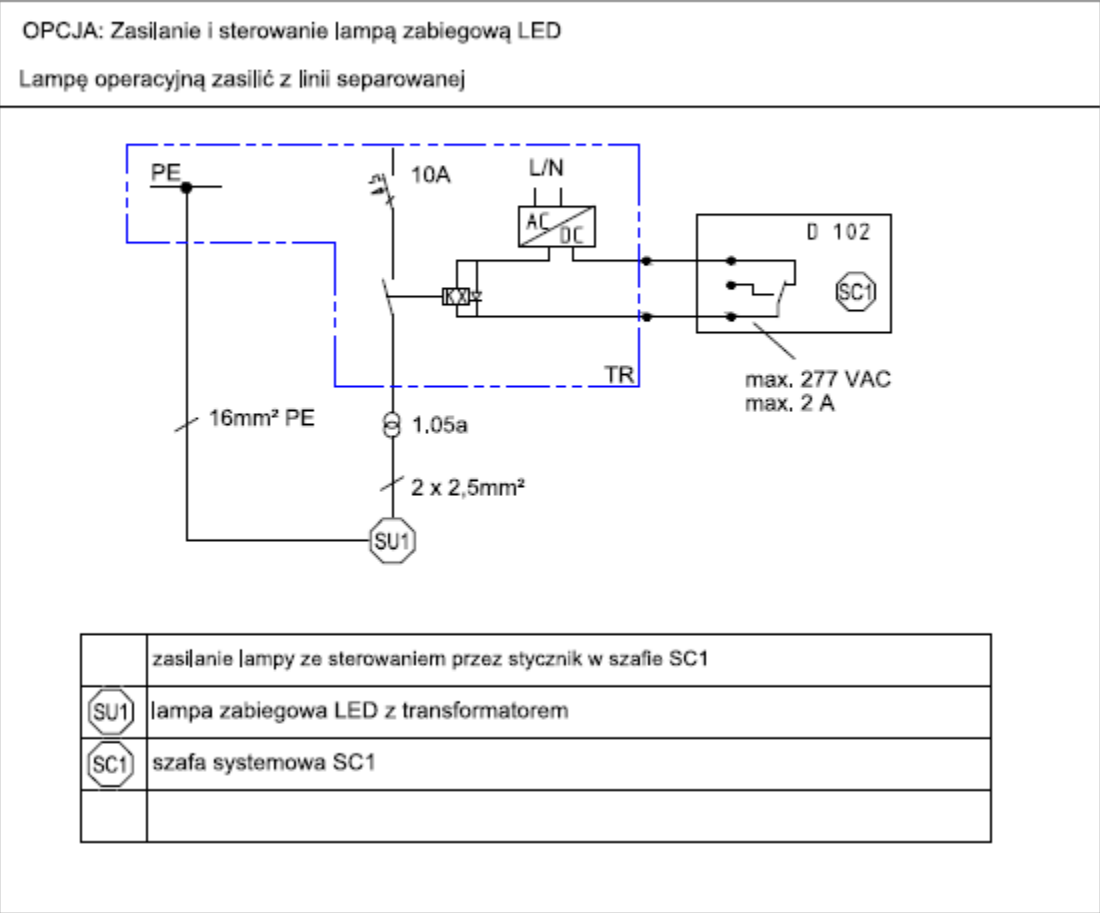 OPCJA: Zasilanie i sterowanie lampą zabiegową LED
Lampę operacyjną zasilić z linii separowanej
PE
10A
L/N
AC
DC
D 102
KX
SC1
TR
max. 277 VAC
max. 2 A
16mm² PE
1.05a
2 x 2,5mm²
SU1
zasilanie lampy ze sterowaniem przez stycznik w szafie SC1
SU1 lampa zabiegowa LED z transformatorem
SC1 szafa systemowa SC1